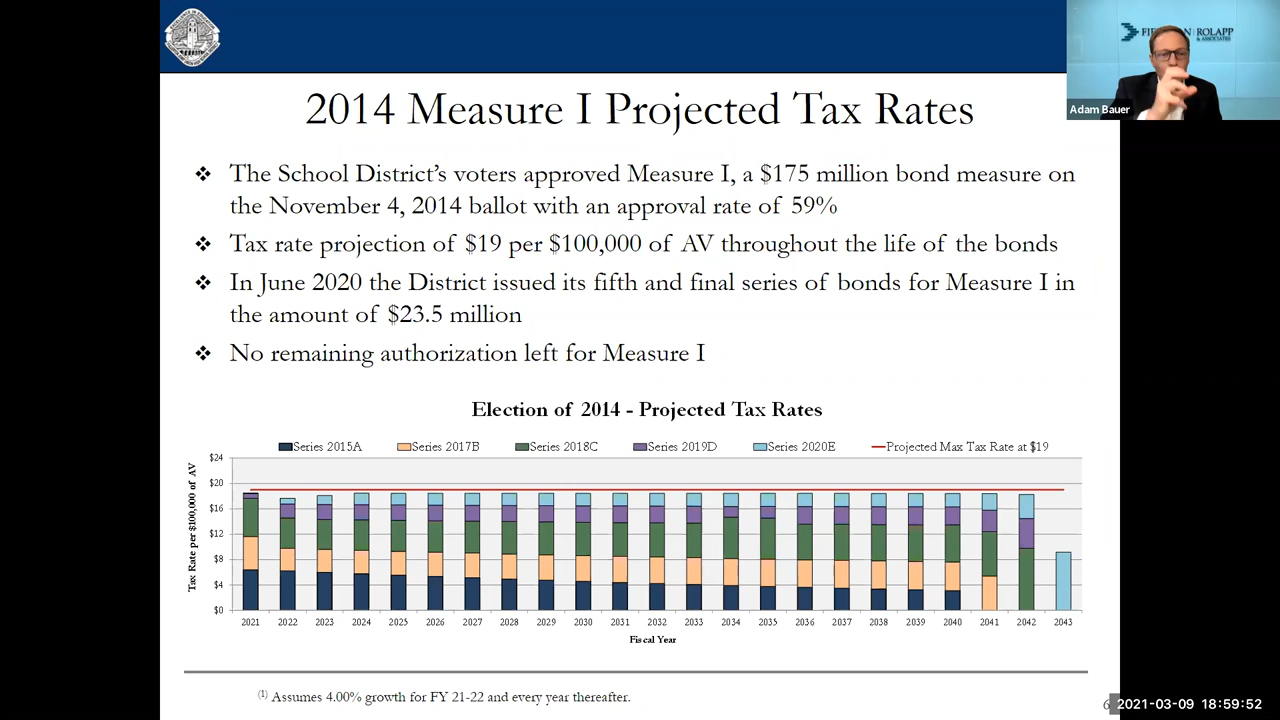 ROLAPP
& ASSOCIATES
Adam Bauer
2014 Measure I Projected Tax Rates
❖ The School District's voters approved Measure I, a $175 million bond measure on
the November 4, 2014 ballot with an approval rate of 59%
❖ Tax rate projection of $19 per $100,000 of AV throughout the life of the bonds
❖ In June 2020 the District issued its fifth and final series of bonds for Measure I in
the amount of $23.5 million
❖ No remaining authorization left for Measure I
Election of 2014 - Projected Tax Rates
Series 2015A Series 2017B Series 2018C Series 2019D Series 2020E Projected Max Tax Rate at $19
Tax Rate per $100,000 of AV
$24
$20
$16
$12
$8
$4
$0
2021 2022 2023 2024 2025 2026 2027 2028 2029 2030 2031 2032 2033 2034 2035 2036 2037 2038 2039 2040 2041 2042 2043
Fiscal Year
(1) Assumes 4.00% growth for FY 21-22 and every year thereafter.
6
2021-03-09 18:59:52